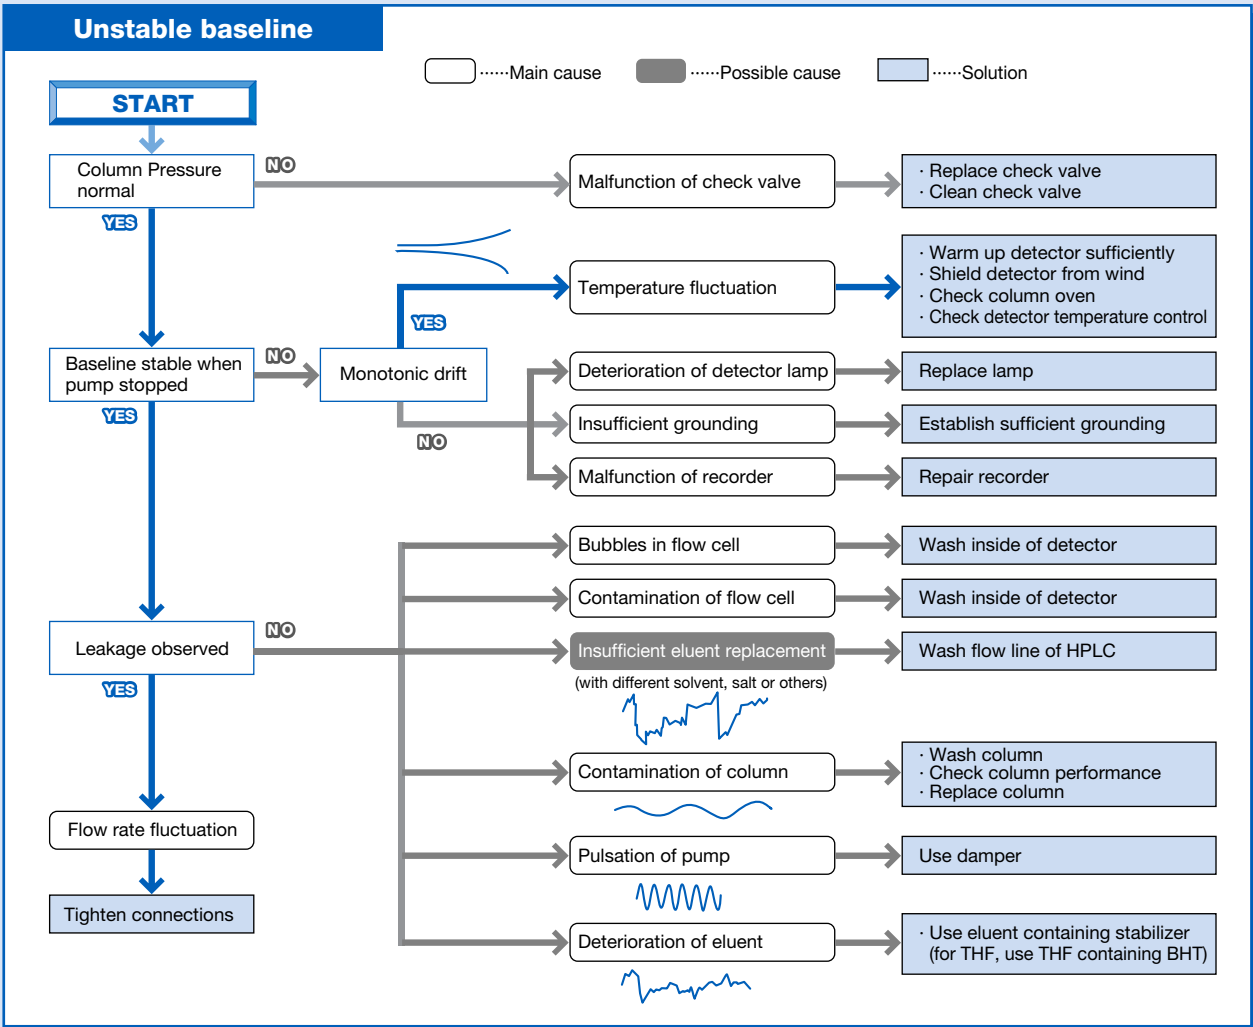 Unstable baseline
······Main cause
······Possible cause
······Solution
START
Column Pressure
normal
NO
Malfunction of check valve
· Replace check valve
· Clean check valve
YES
Temperature fluctuation
· Warm up detector sufficiently
· Shield detector from wind
· Check column oven
· Check detector temperature control
YES
Baseline stable when
pump stopped
NO
Monotonic drift
Deterioration of detector lamp
Replace lamp
YES
NO
Insufficient grounding
Establish sufficient grounding
Malfunction of recorder
Repair recorder
Bubbles in flow cell
Wash inside of detector
Contamination of flow cell
Wash inside of detector
Leakage observed
NO
Insufficient eluent replacement
(with different solvent, salt or others)
Wash flow line of HPLC
YES
Contamination of column
· Wash column
· Check column performance
· Replace column
Flow rate fluctuation
Pulsation of pump
Use damper
Tighten connections
Deterioration of eluent
· Use eluent containing stabilizer
(for THF, use THF containing BHT)